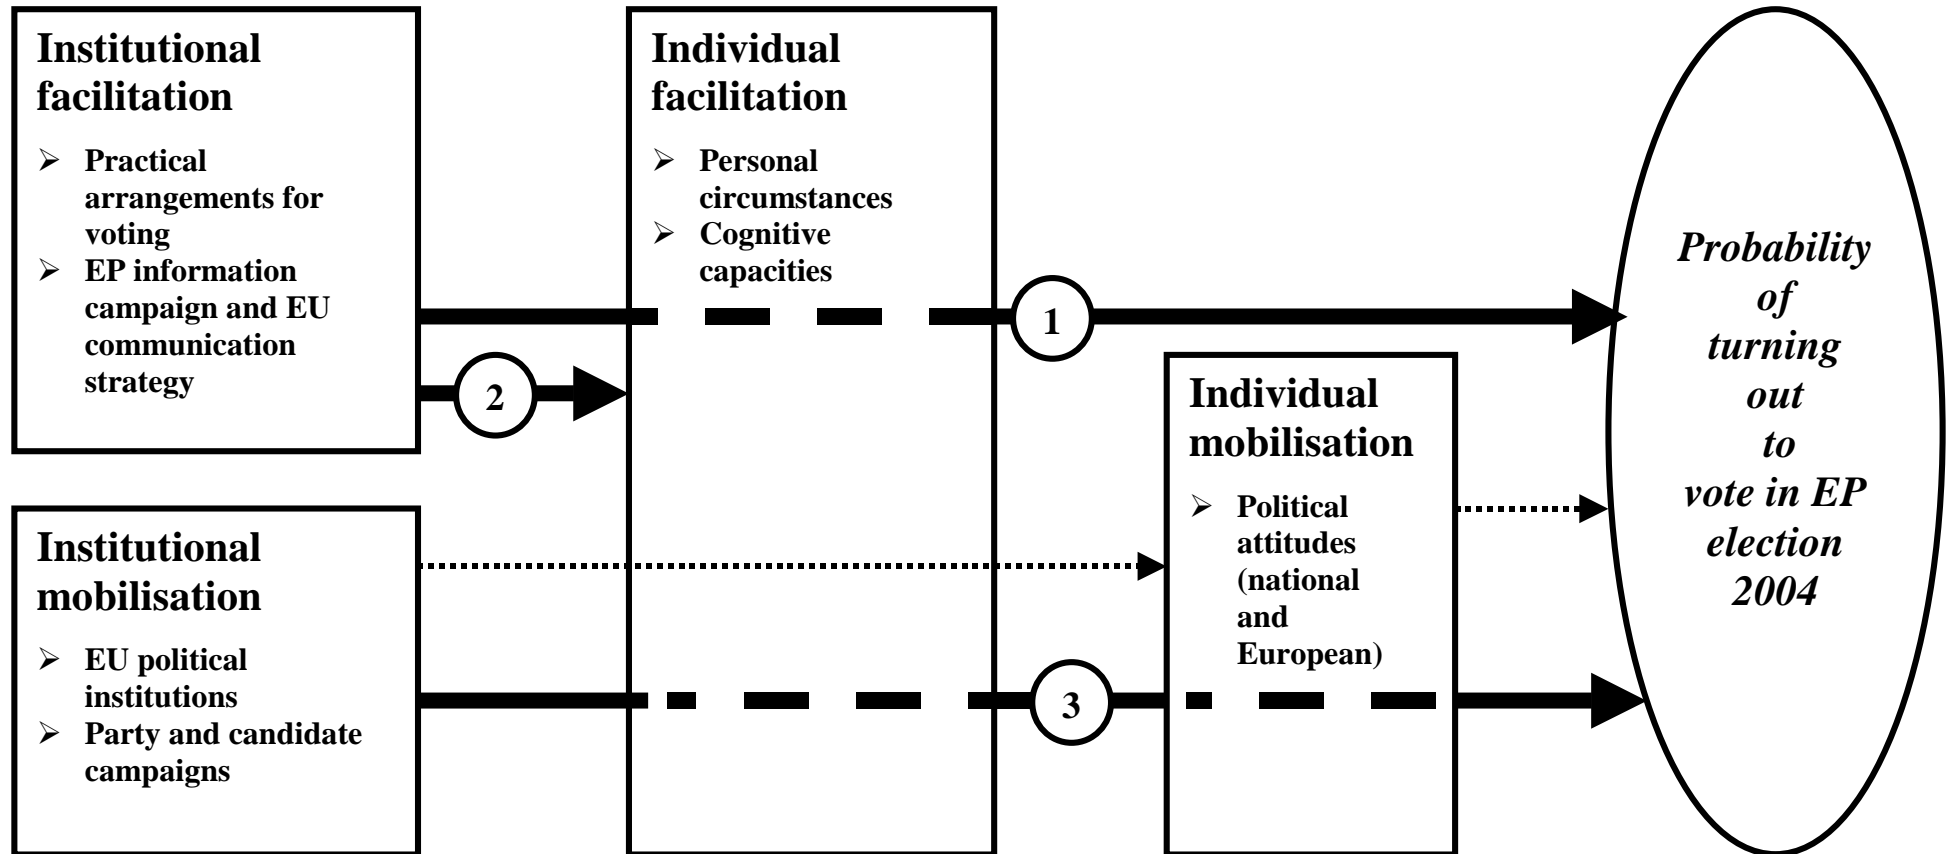 Institutional
facilitation
➢ Practical
arrangements for
voting
➢ EP information
campaign and EU
communication
strategy
Individual
facilitation
➢ Personal
circumstances
➢ Cognitive
capacities
1
2
Institutional
mobilisation
➢ EU political
institutions
➢ Party and candidate
campaigns
3
Individual
mobilisation
➢ Political
attitudes
(national
and
European)
Probability
of
turning
out
to
vote in EP
election
2004